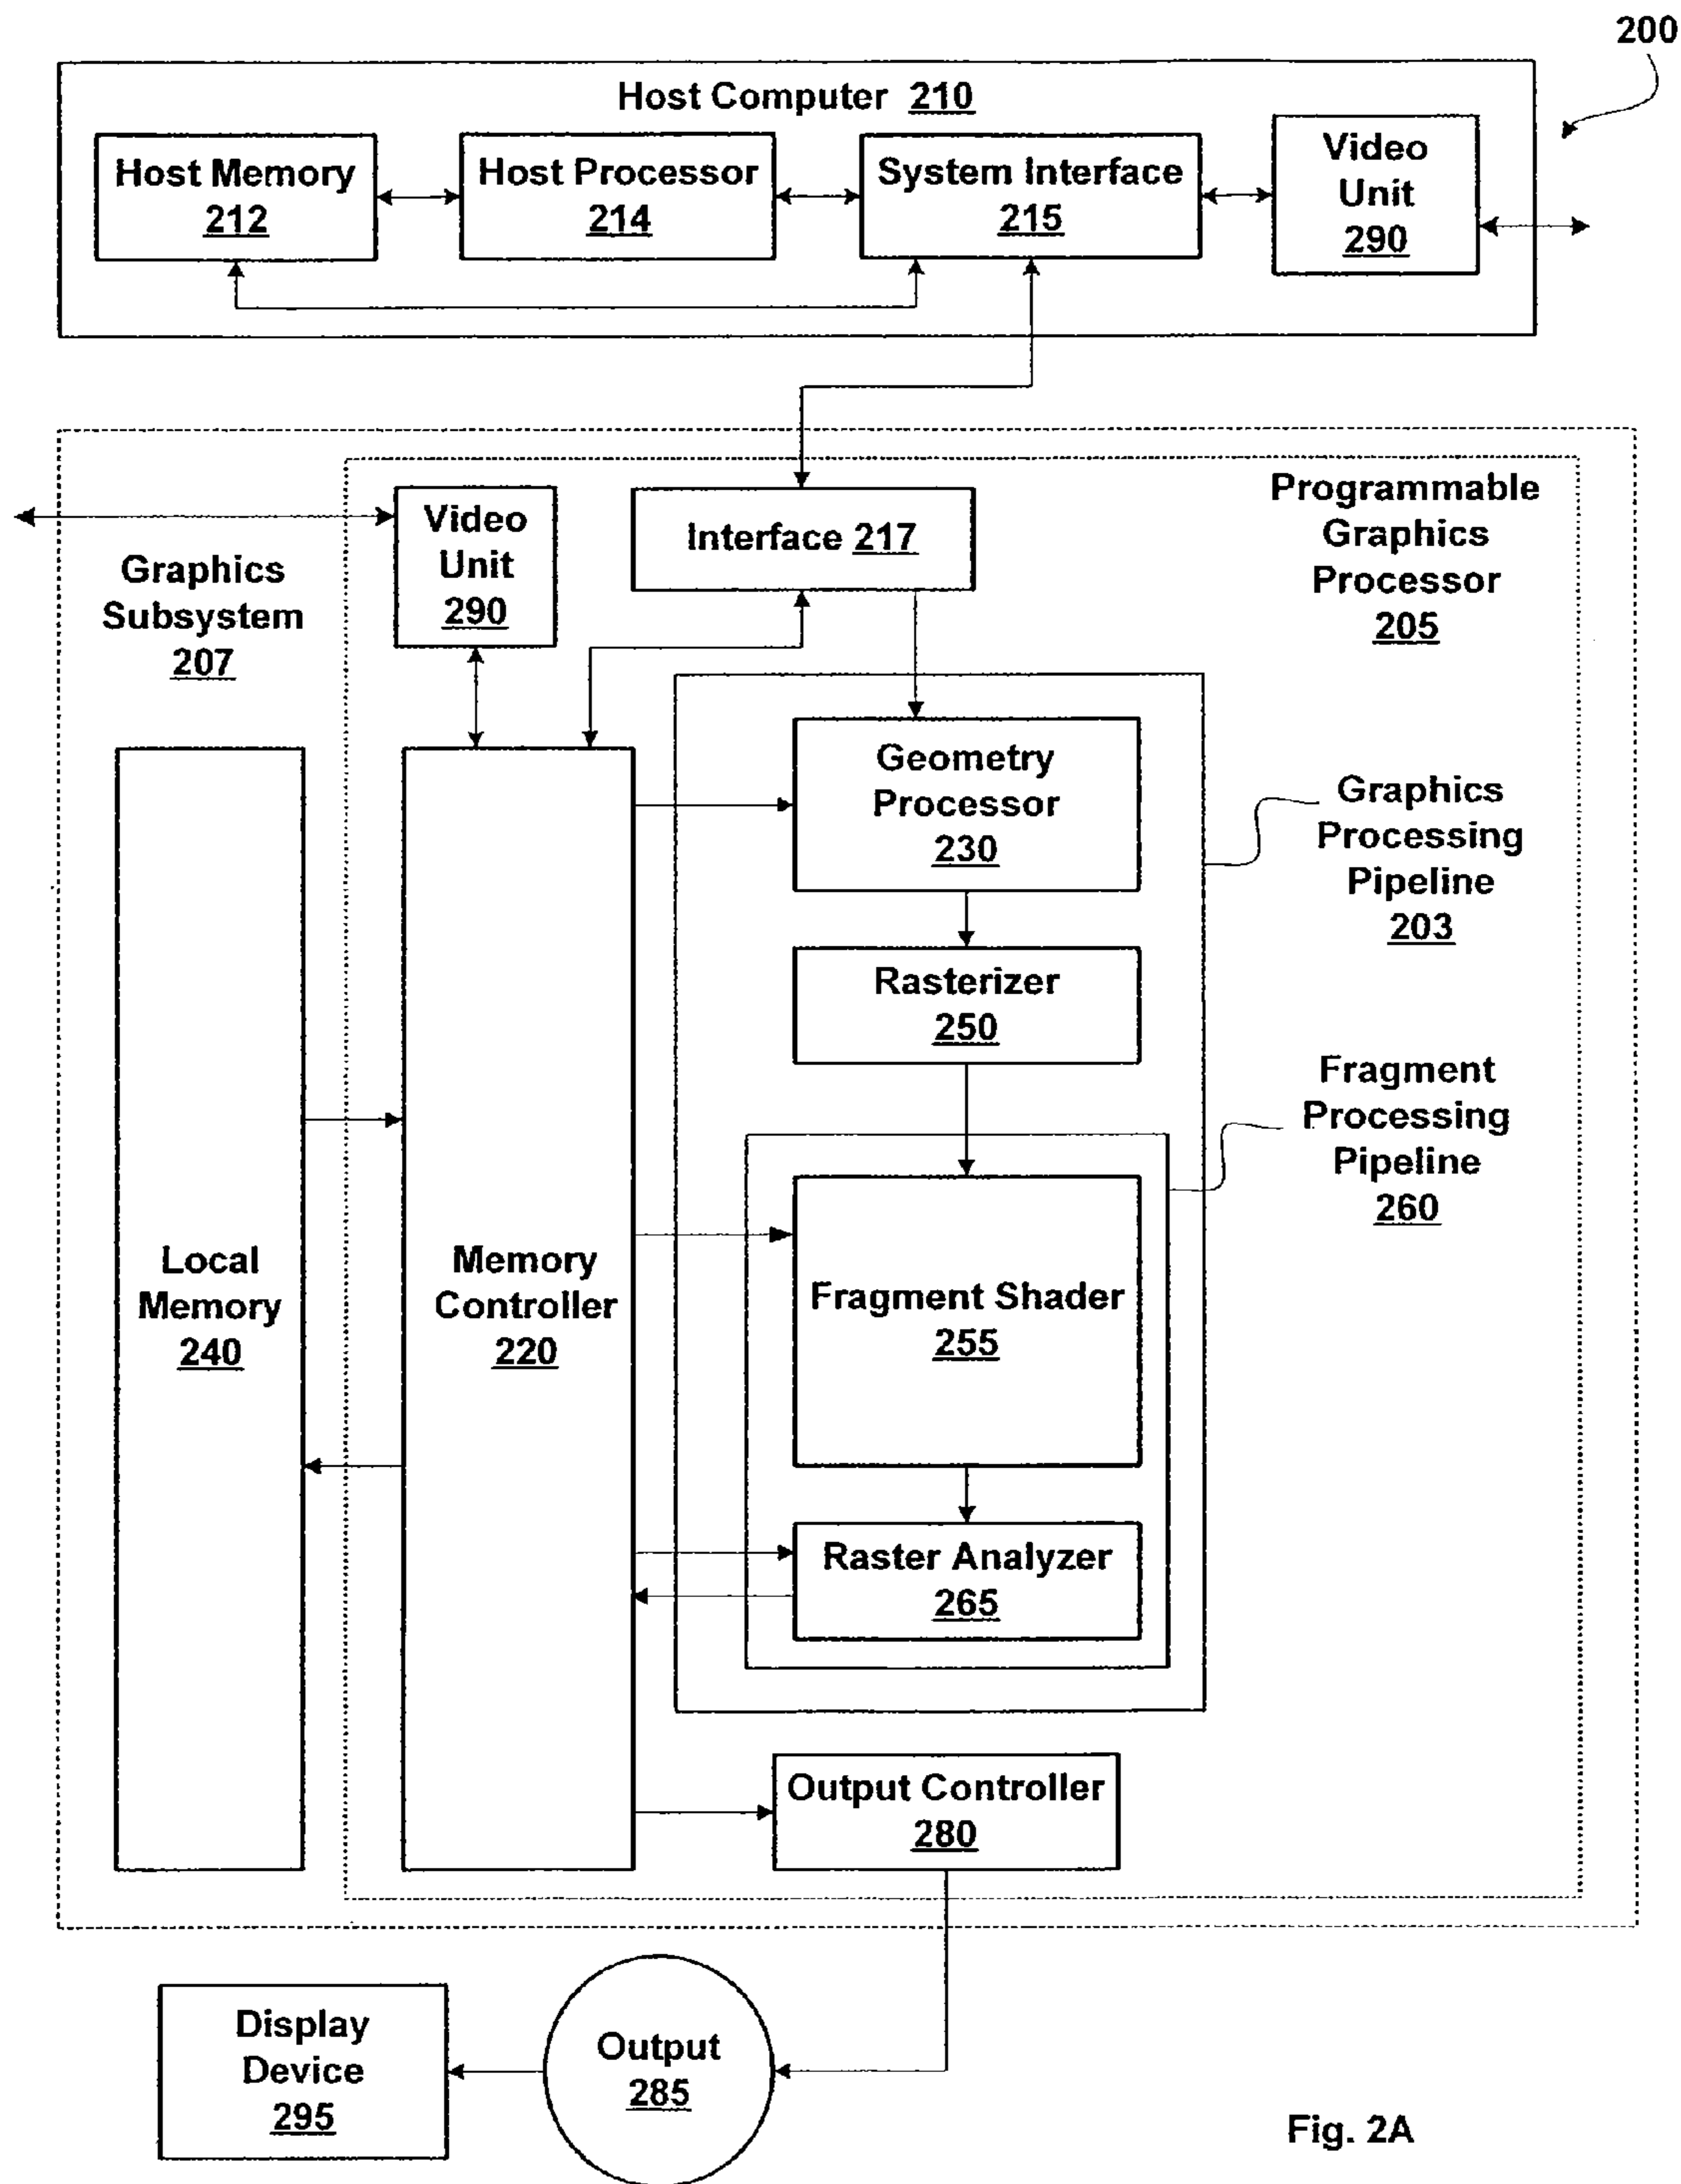 200
Host Computer 210
Host Memory
212
Host Processor
214
System Interface
215
Video
Unit
290
Programmable
Graphics
Processor
205
Video
Unit
290
Interface 217
Graphics
Subsystem
207
Geometry
Processor
230
Graphics
Processing
Pipeline
203
Rasterizer
250
Fragment
Processing
Pipeline
260
Local
Memory
240
Memory
Controller
220
Fragment Shader
255
Raster Analyzer
265
Output Controller
280
Display
Device
295
Output
285
Fig. 2A